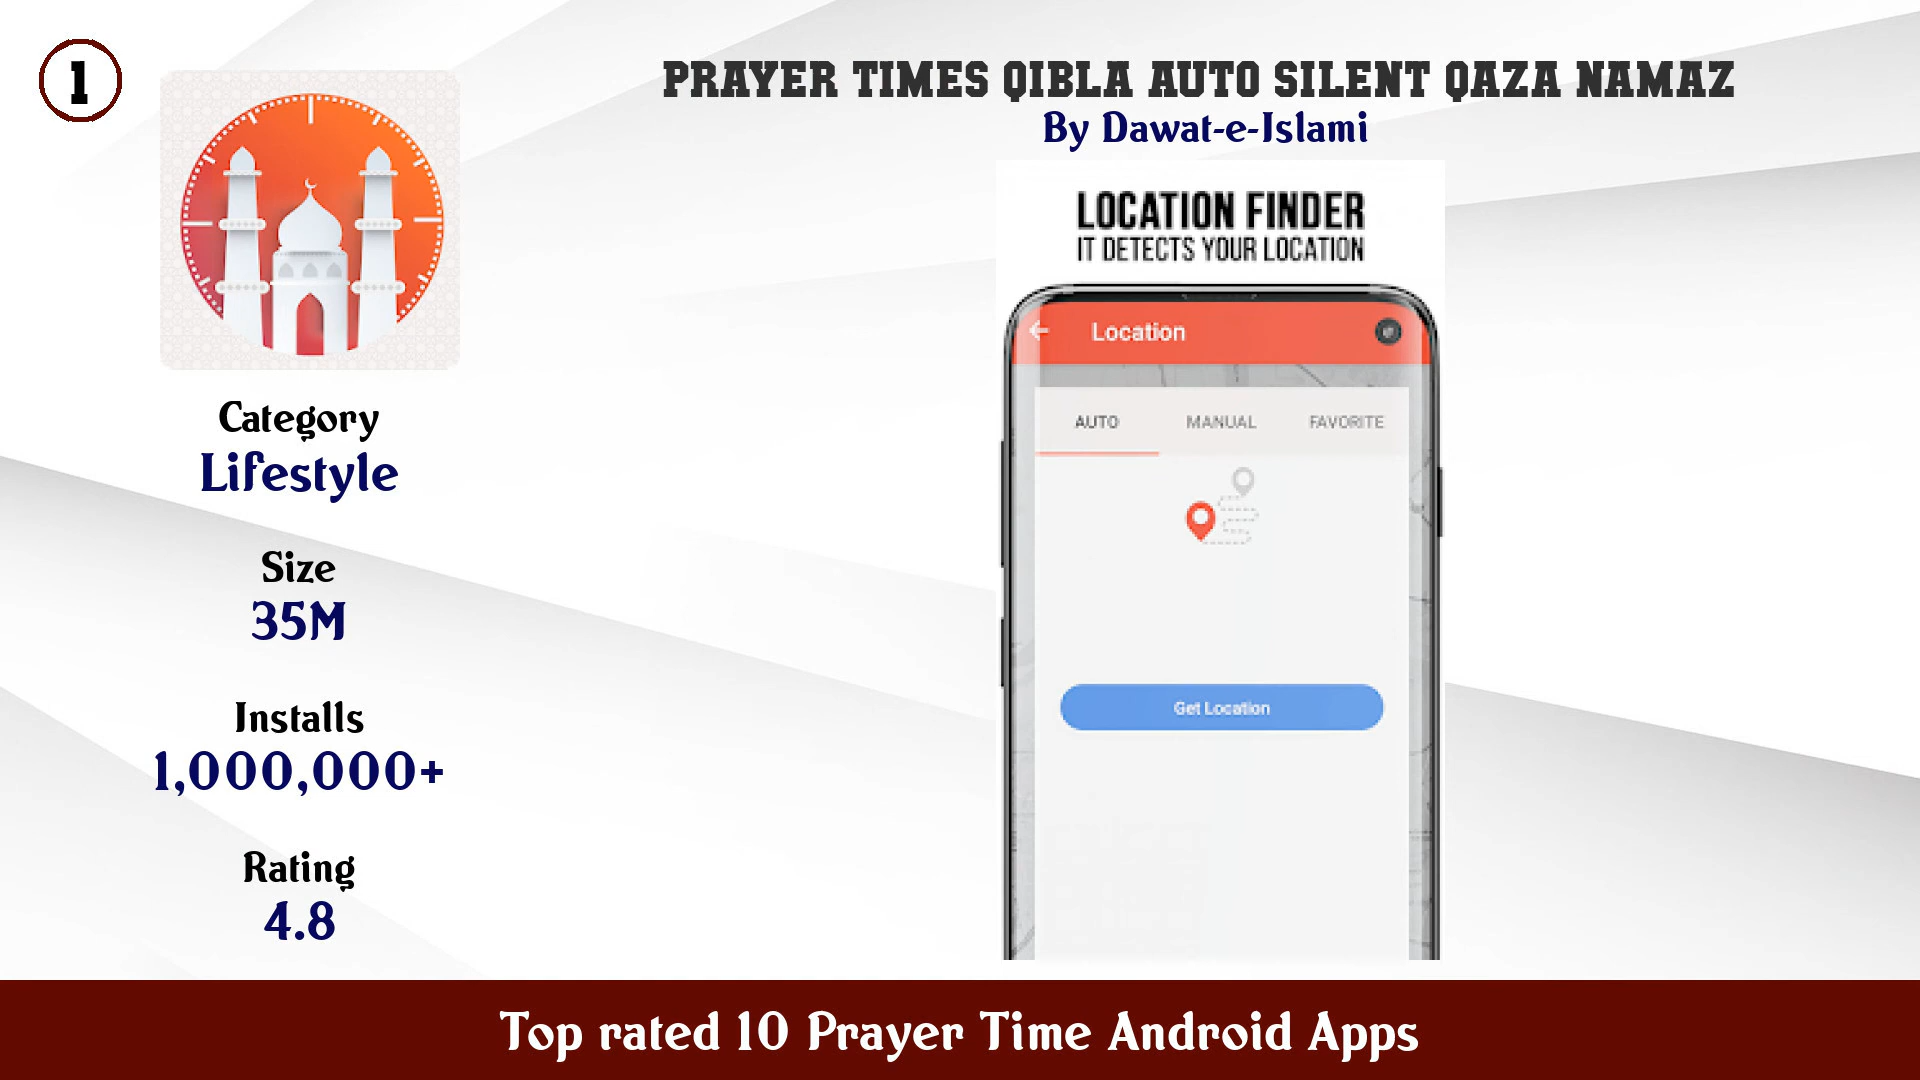 1
PRAYER TIMES QIBLA AUTO SILENT QAZA NAMAZ
By Dawat-e-Islami
Category
Lifestyle
Size
35M
Installs
1,000,000+
Rating
4.8
LOCATION FINDER
IT DETECTS YOUR LOCATION
Location
AUTO MANUAL FAVORITE
Get Location
Top rated 10 Prayer Time Android Apps